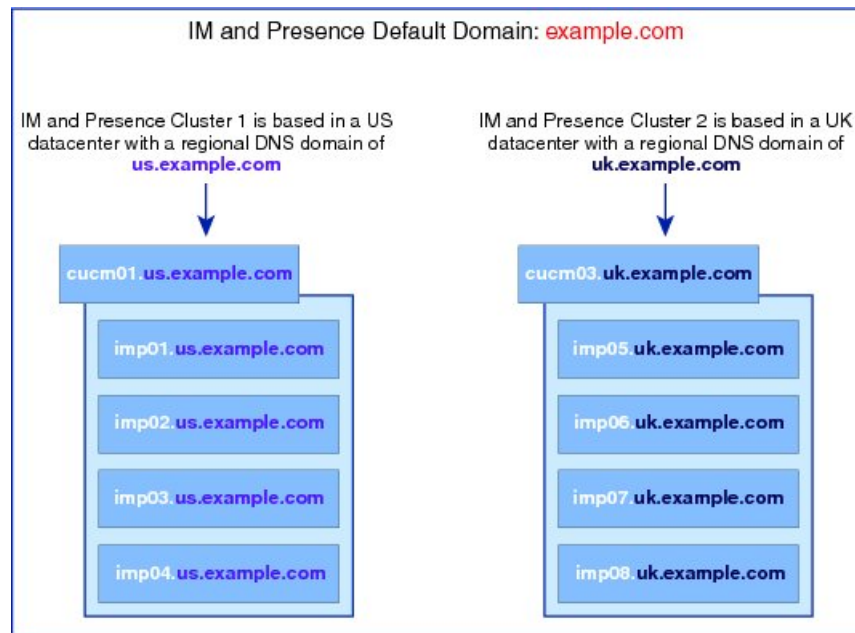 IM and Presence Default Domain: example.com
IM and Presence Cluster 1 is based in a US
datacenter with a regional DNS domain of
us.example.com
cucm01.us.example.com
imp01.us.example.com
imp02.us.example.com
imp03.us.example.com
imp04.us.example.com
IM and Presence Cluster 2 is based in a UK
datacenter with a regional DNS domain of
uk.example.com
cucm03.uk.example.com
imp05.uk.example.com
imp06.uk.example.com
imp07.uk.example.com
imp08.uk.example.com